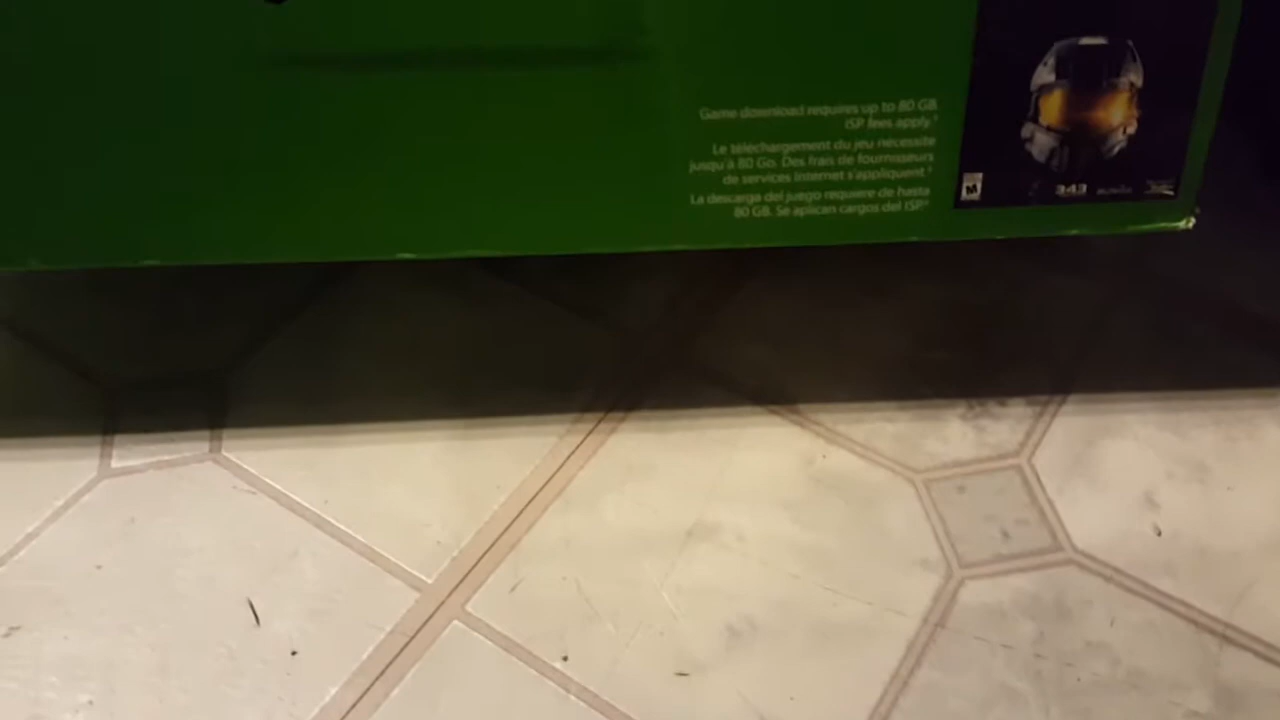 Game download requires up to 80 GB.
ISP fees apply.*
Le téléchargement du jeu nécessite
jusqu'à 80 Go. Des frais de fournisseurs
de services Internet s'appliquent.*
La descarga del juego requiere de hasta
80 GB. Se aplican cargos del ISP.*
M
343